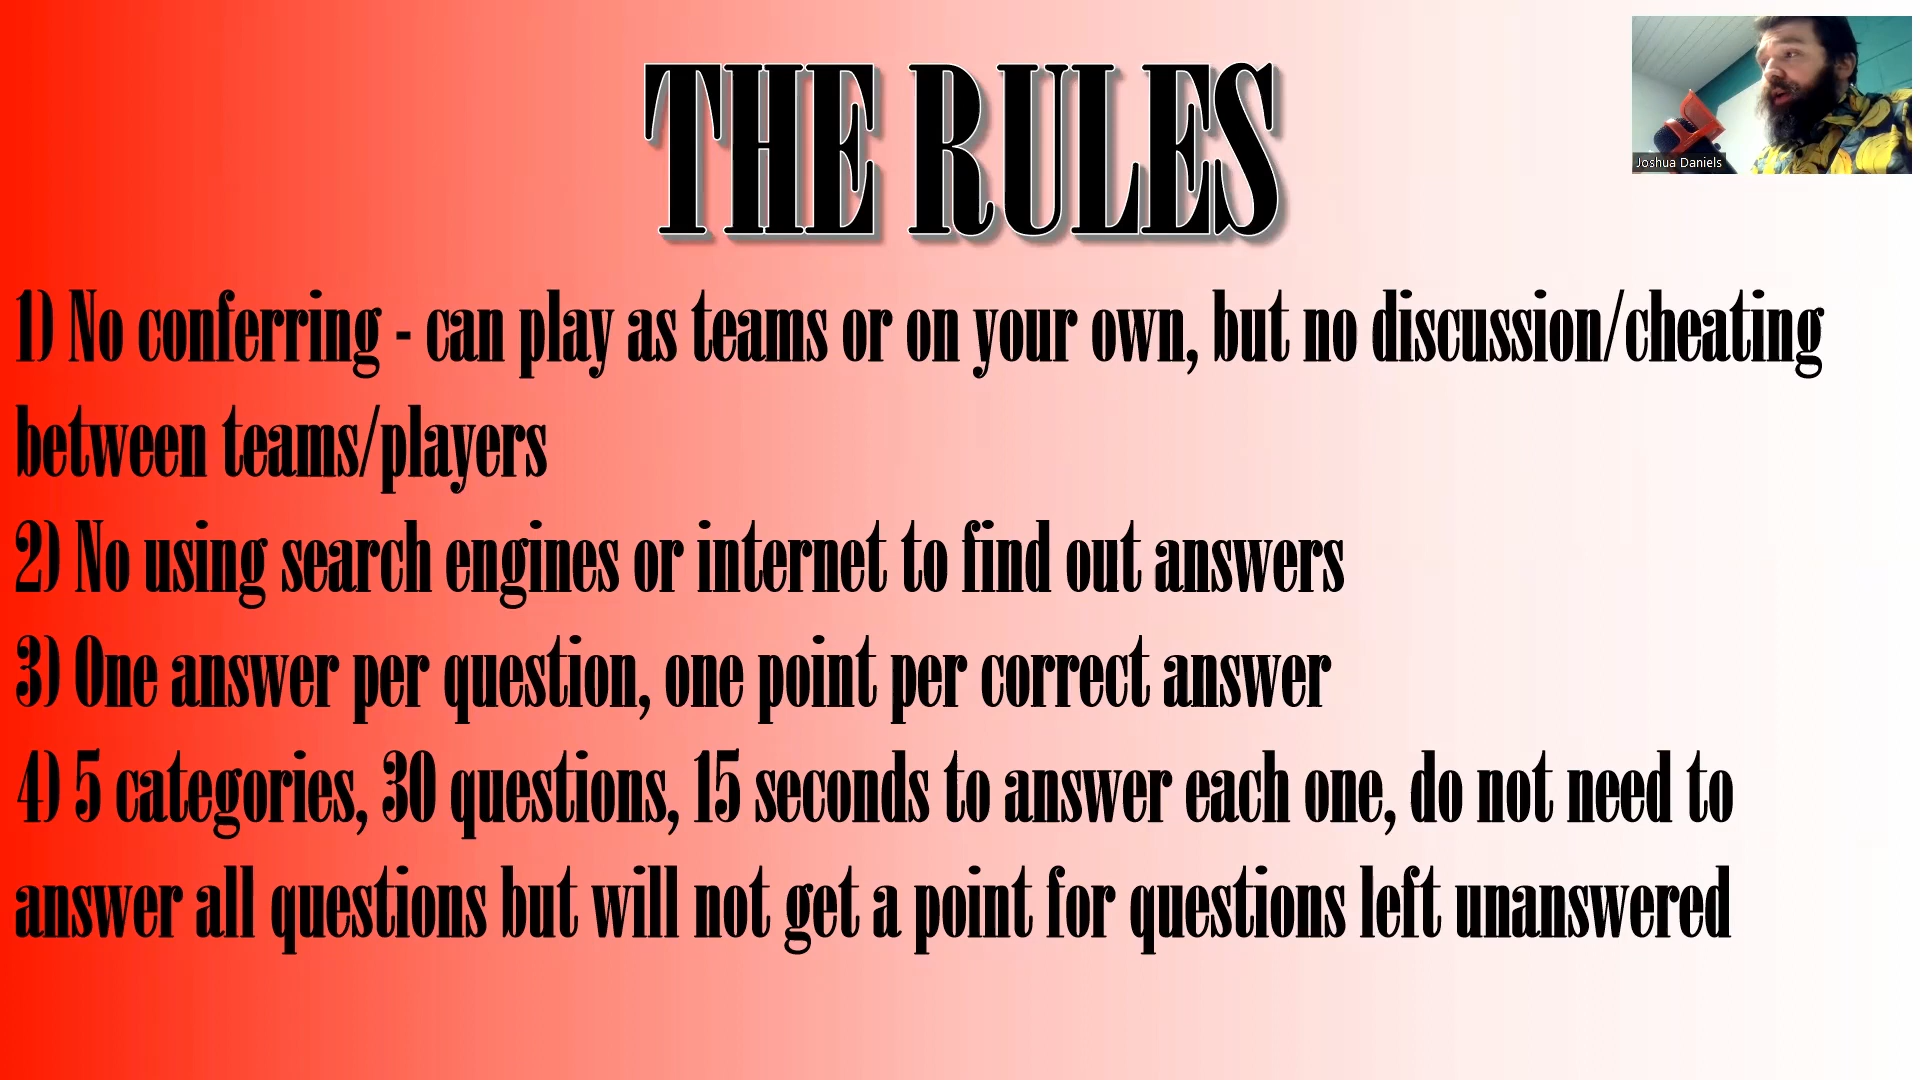 THE RULES
Joshua Daniels
1) No conferring - can play as teams or on your own, but no discussion/cheating
between teams/players
2) No using search engines or internet to find out answers
3) One answer per question, one point per correct answer
4) 5 categories, 30 questions, 15 seconds to answer each one, do not need to
answer all questions but will not get a point for questions left unanswered